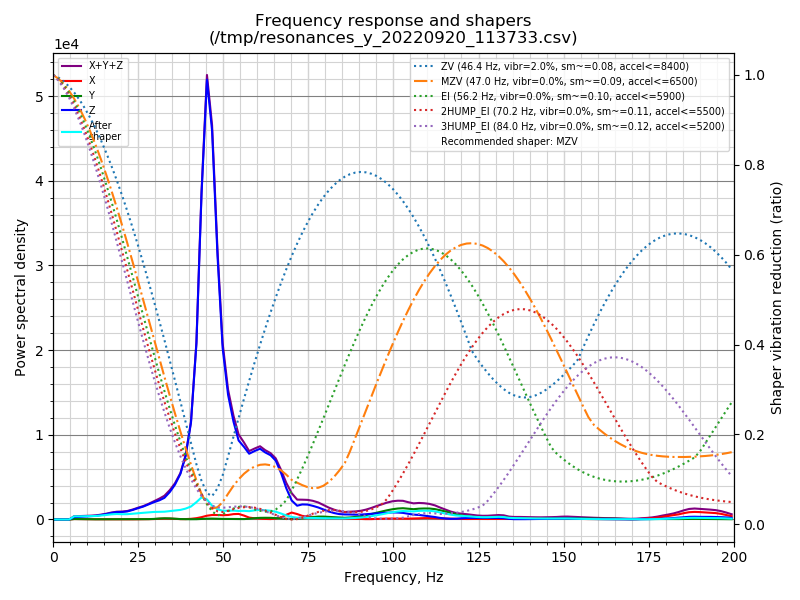 Frequency response and shapers
(/tmp/resonances_y_20220920_113733.csv)
1e4
X+Y+Z
X
Y
Z
After
shaper
ZV (46.4 Hz, vibr=2.0%, sm~=0.08, accel<=8400)
MZV (47.0 Hz, vibr=0.0%, sm~=0.09, accel<=6500)
EI (56.2 Hz, vibr=0.0%, sm~=0.10, accel<=5900)
2HUMP_EI (70.2 Hz, vibr=0.0%, sm~=0.11, accel<=5500)
3HUMP_EI (84.0 Hz, vibr=0.0%, sm~=0.12, accel<=5200)
Recommended shaper: MZV
Power spectral density
5
4
3
2
1
0
1.0
0.8
0.6
0.4
0.2
0.0
Shaper vibration reduction (ratio)
0 25 50 75 100 125 150 175 200
Frequency, Hz